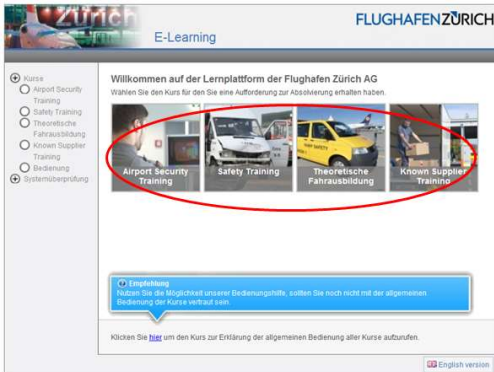 Zürich
E-Learning
FLUGHAFENZÜRICH
Kurse
Airport Security
Training
Safety Training
Theoretische
Fahrausbildung
Known Supplier
Training
Bedienung
Systemüberprüfung
Willkommen auf der Lernplattform der Flughafen Zürich AG
Wählen Sie den Kurs für den Sie eine Aufforderung zur Absolvierung erhalten haben.
Airport Security
Training
Safety Training
Theoretische
Fahrausbildung
Known Supplier
Training
Empfehlung
Nutzen Sie die Möglichkeit unserer Bedienungshilfe, sollten Sie noch nicht mit der allgemeinen
Bedienung der Kurse vertraut sein.
Klicken Sie hier um den Kurs zur Erklärung der allgemeinen Bedienung aller Kurse aufzurufen.
English version